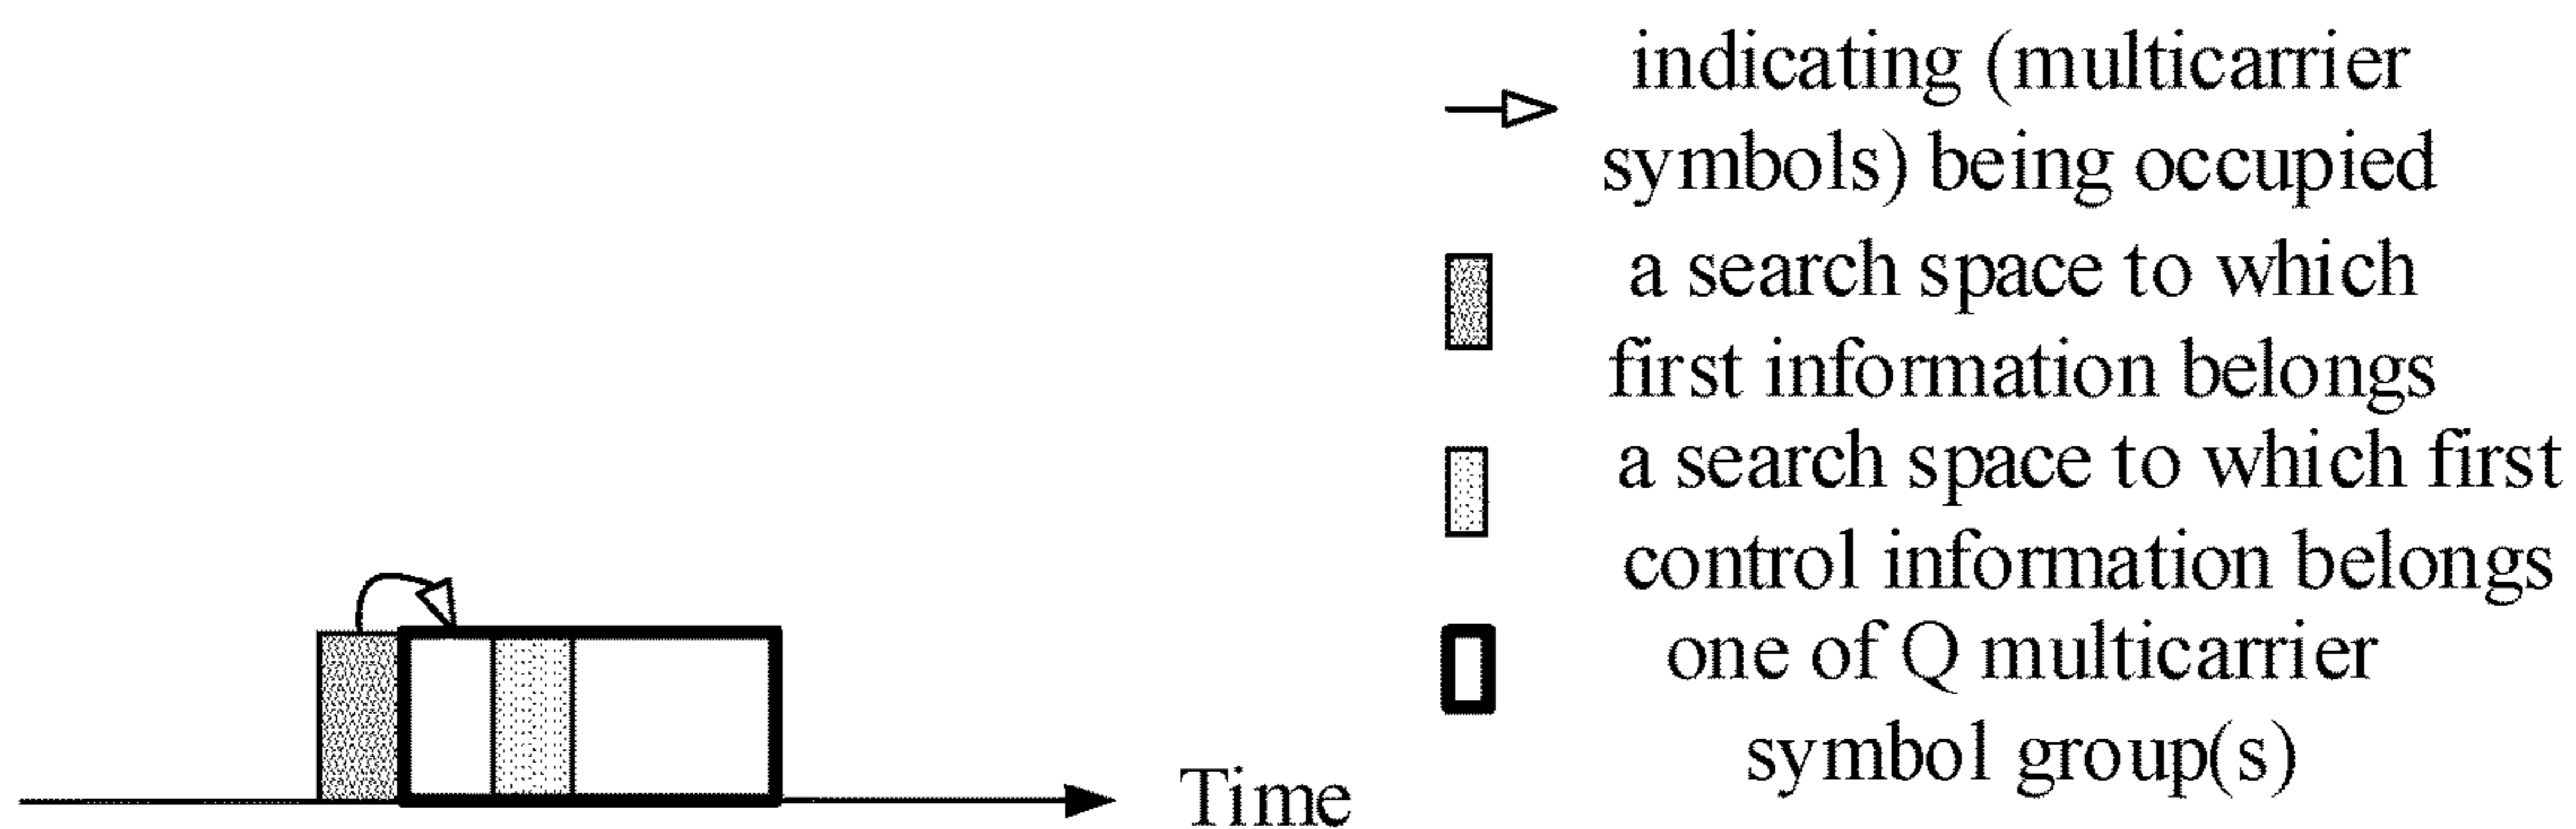 indicating (multicarrier
symbols) being occupied
a search space to which
first information belongs
a search space to which first
control information belongs
one of Q multicarrier
symbol group(s)
Time